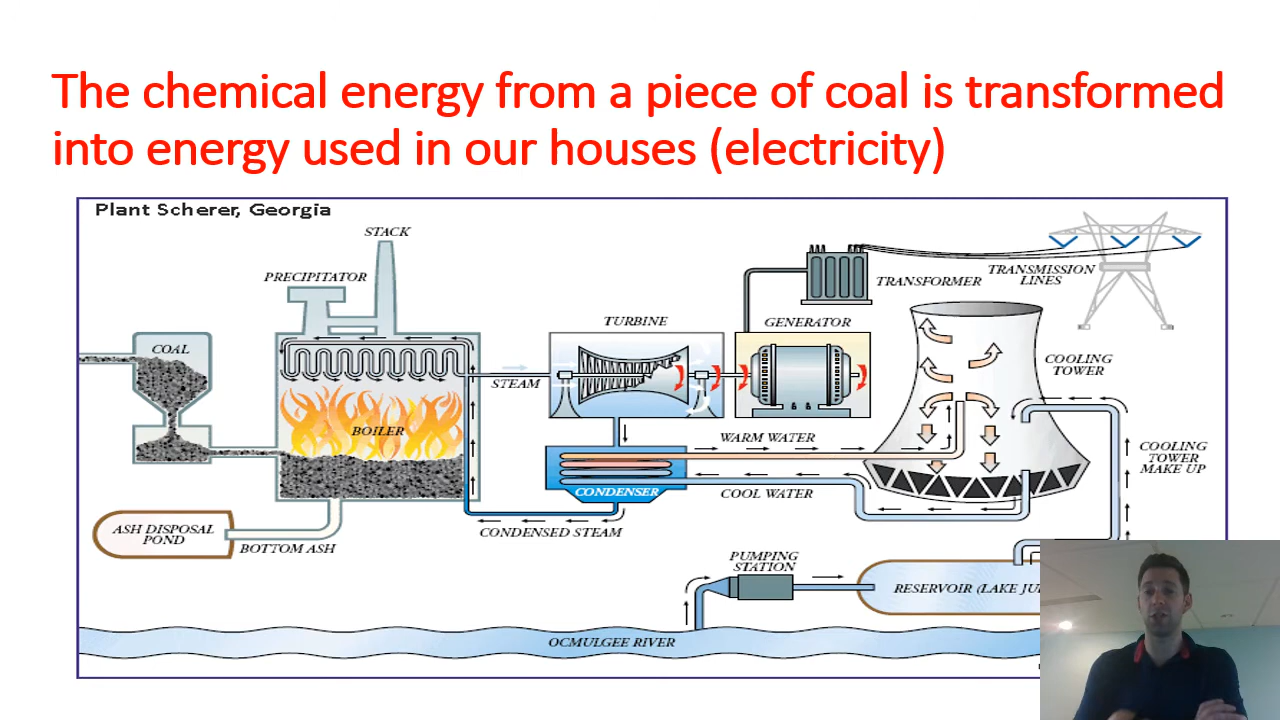 The chemical energy from a piece of coal is transformed
into energy used in our houses (electricity)
Plant Scherer, Georgia
STACK
PRECIPITATOR
COAL
BOILER
ASH DISPOSAL
POND
BOTTOM ASH
STEAM
TURBINE
GENERATOR
TRANSFORMER
TRANSMISSION
LINES
COOLING
TOWER
WARM WATER
COOL WATER
CONDENSER
CONDENSED STEAM
COOLING
TOWER
MAKE UP
PUMPING
STATION
RESERVOIR (LAKE
OCMULGEE RIVER